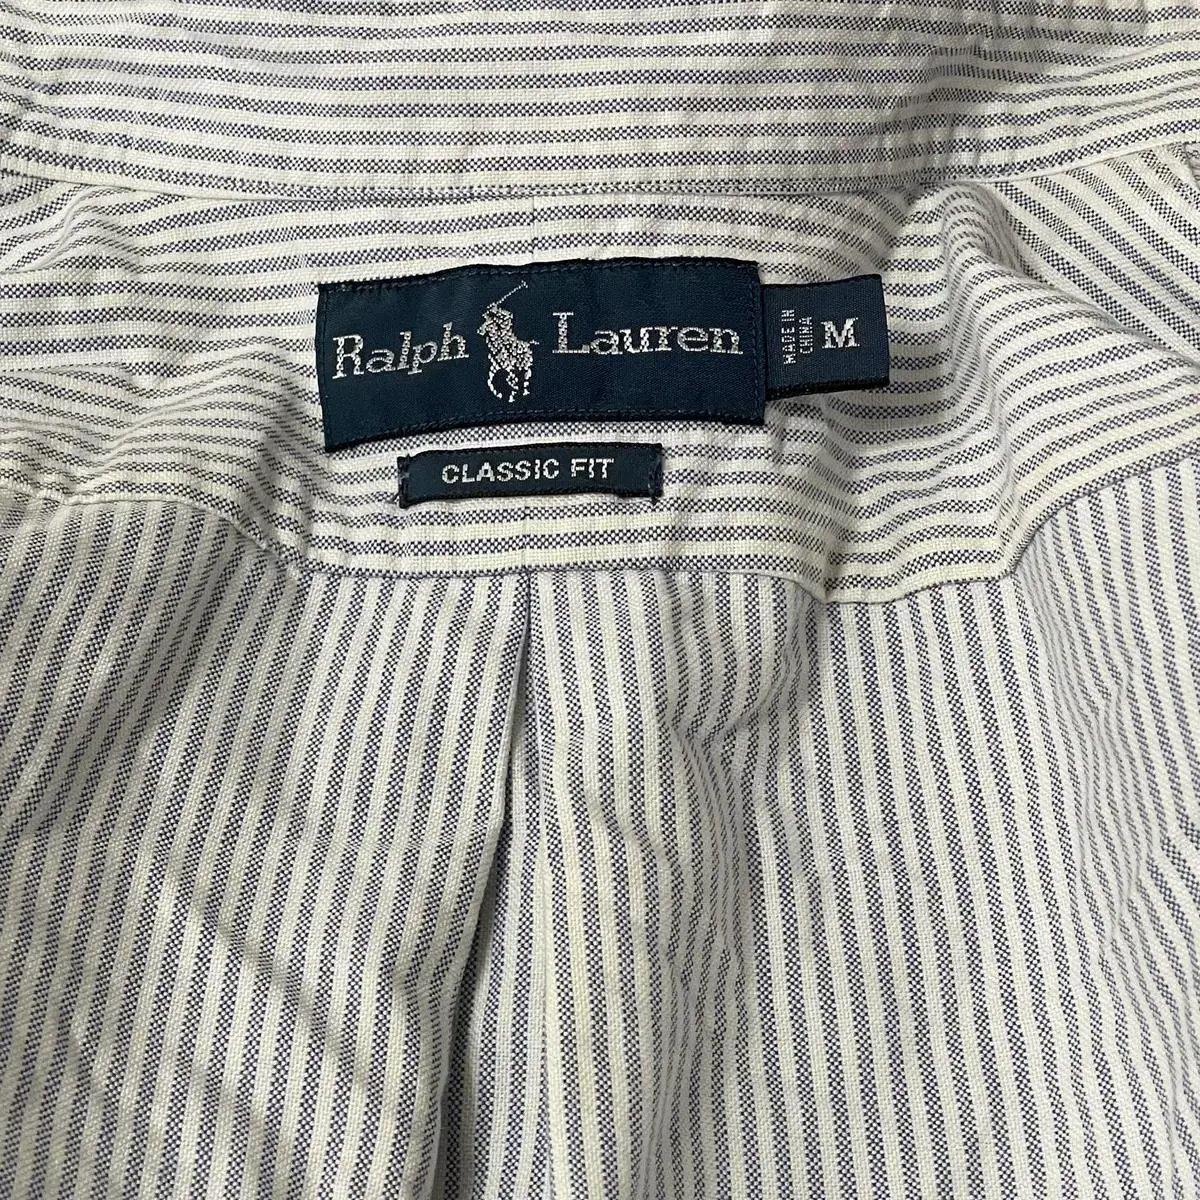 Ralph Lauren
MADE IN
CHINA
M
CLASSIC FIT